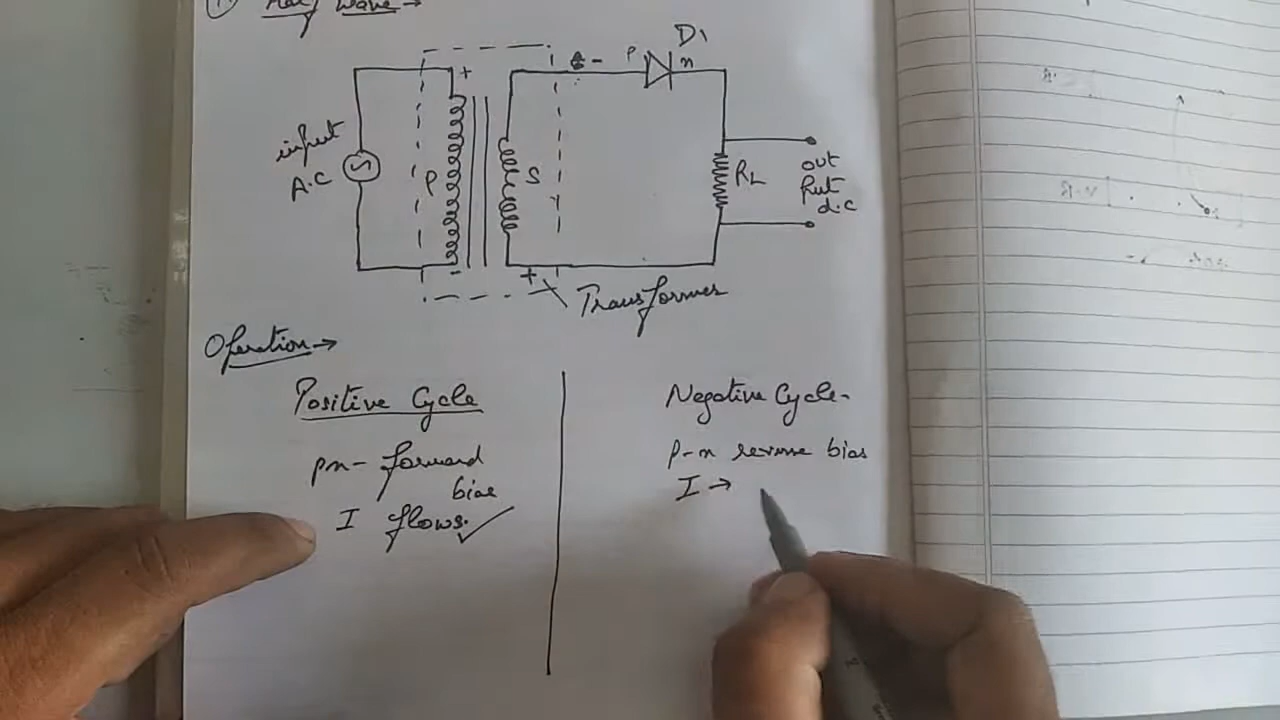 ① Half Wave →
D1
+ - P n
input
A.C
P S
RL
out
Put
d.c
- +
Transformer
Operation →
Positive Cycle
pn- forward
bias
I flows. ✓
Negative Cycle-
p-n reverse bias
I →